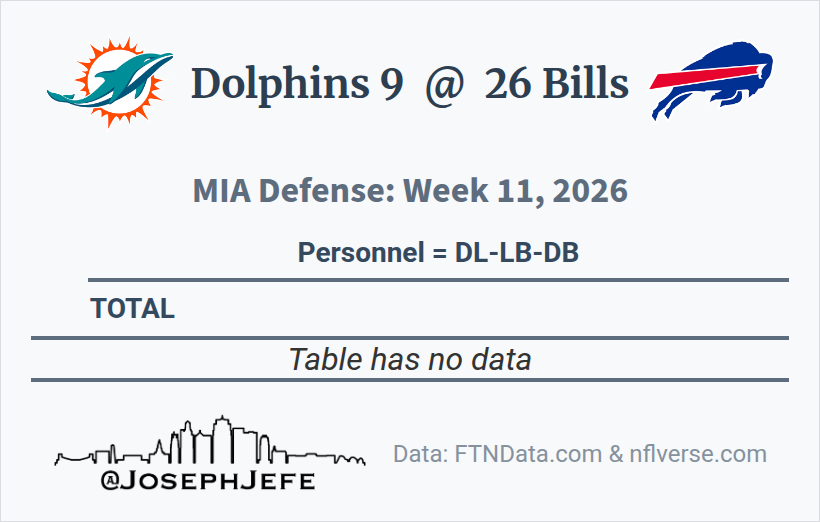 Dolphins 9 @ 26 Bills
MIA Defense: Week 11, 2026
Personnel = DL-LB-DB
TOTAL
Table has no data
@JosephJefe
Data: FTNData.com & nflverse.com